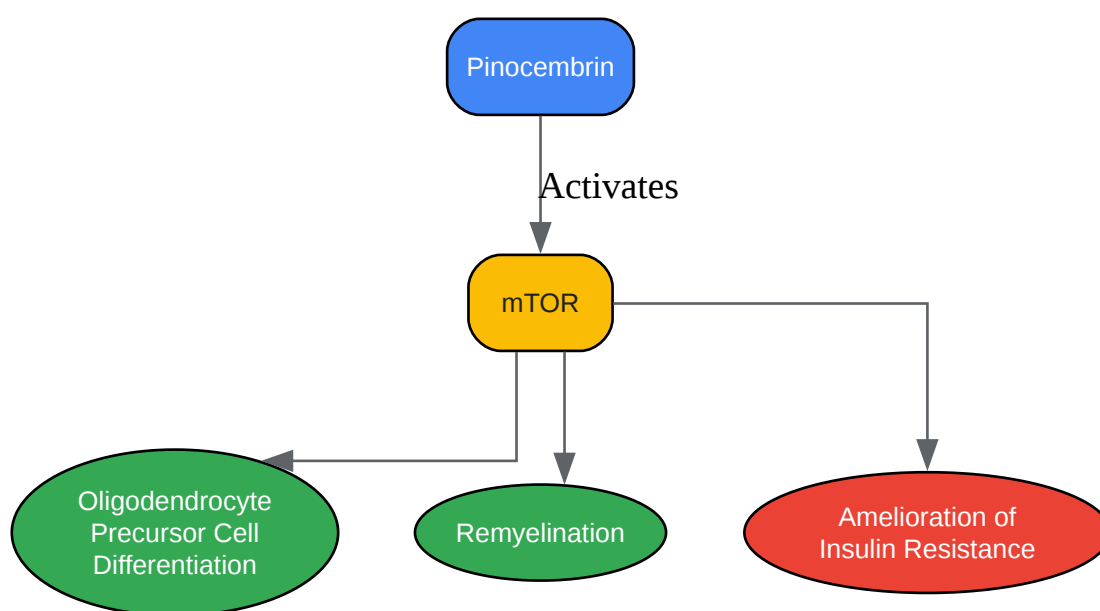 Pinocembrin
Activates
mTOR
Oligodendrocyte
Precursor Cell
Differentiation
Remyelination
Amelioration of
Insulin Resistance